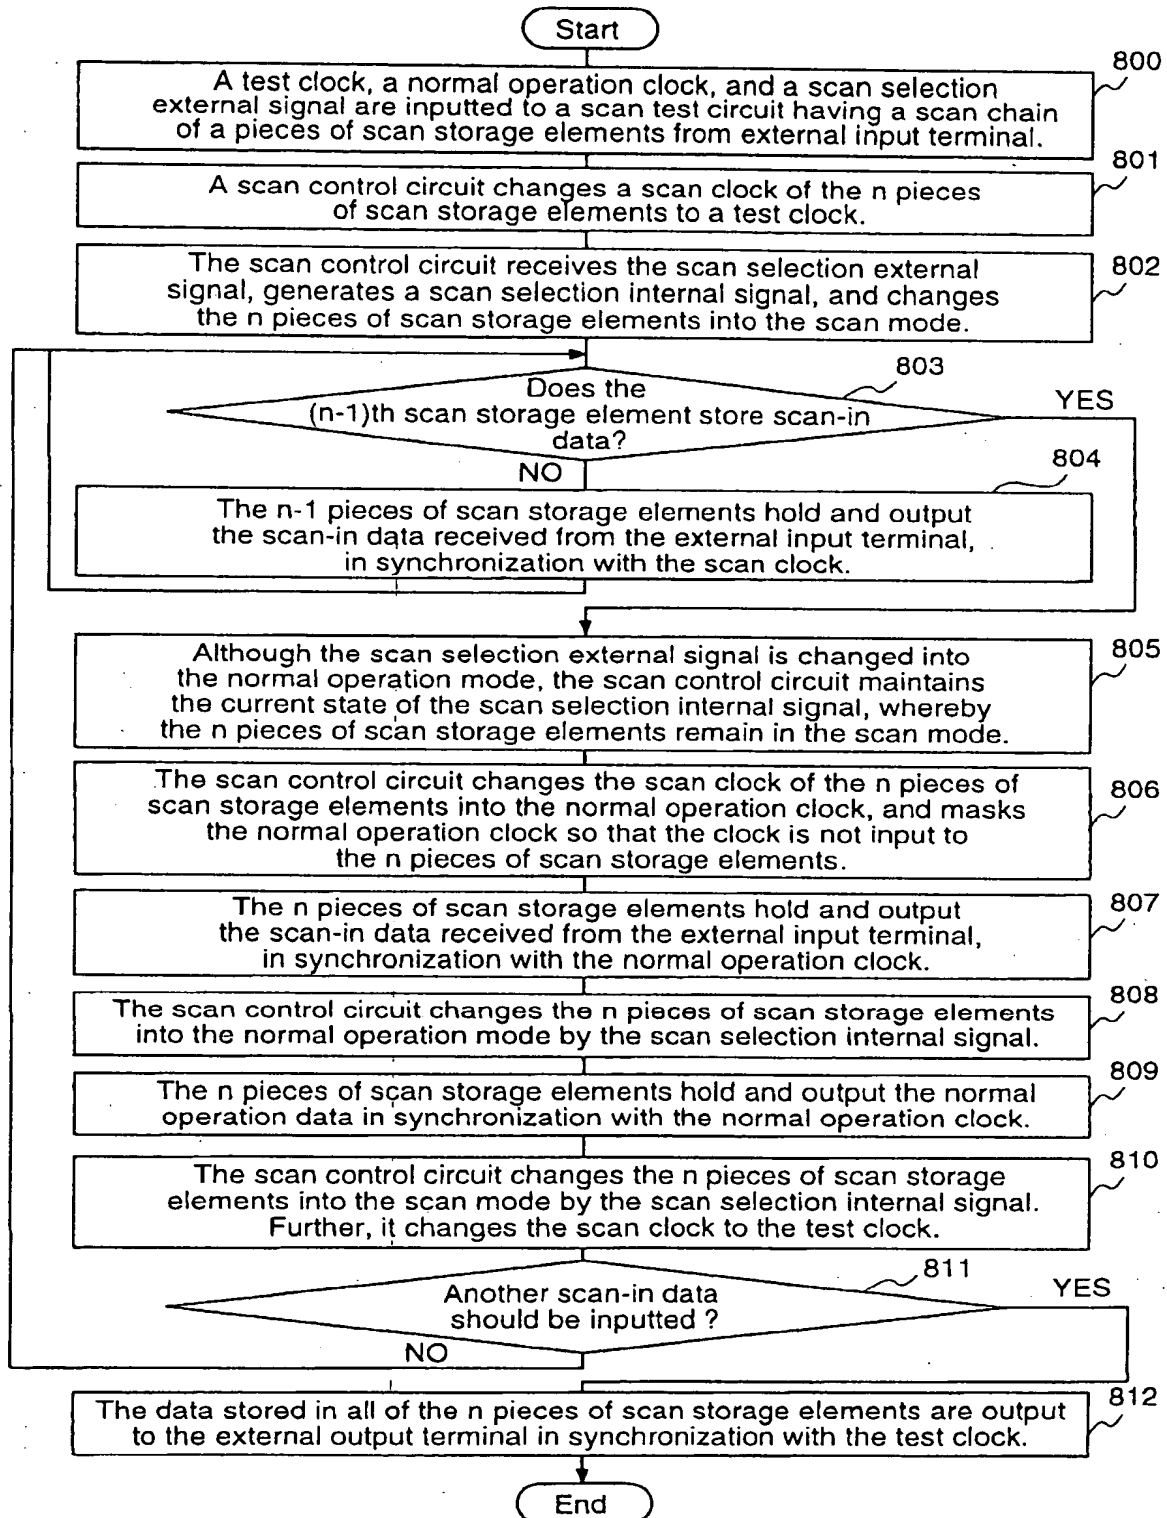 Start
800
A test clock, a normal operation clock, and a scan selection
external signal are inputted to a scan test circuit having a scan chain
of a pieces of scan storage elements from external input terminal.
801
A scan control circuit changes a scan clock of the n pieces
of scan storage elements to a test clock.
802
The scan control circuit receives the scan selection external
signal, generates a scan selection internal signal, and changes
the n pieces of scan storage elements into the scan mode.
803
Does the
(n-1)th scan storage element store scan-in
data?
YES
NO
804
The n-1 pieces of scan storage elements hold and output
the scan-in data received from the external input terminal,
in synchronization with the scan clock.
805
Although the scan selection external signal is changed into
the normal operation mode, the scan control circuit maintains
the current state of the scan selection internal signal, whereby
the n pieces of scan storage elements remain in the scan mode.
806
The scan control circuit changes the scan clock of the n pieces of
scan storage elements into the normal operation clock, and masks
the normal operation clock so that the clock is not input to
the n pieces of scan storage elements.
807
The n pieces of scan storage elements hold and output
the scan-in data received from the external input terminal,
in synchronization with the normal operation clock.
808
The scan control circuit changes the n pieces of scan storage elements
into the normal operation mode by the scan selection internal signal.
809
The n pieces of scan storage elements hold and output the normal
operation data in synchronization with the normal operation clock.
810
The scan control circuit changes the n pieces of scan storage
elements into the scan mode by the scan selection internal signal.
Further, it changes the scan clock to the test clock.
811
Another scan-in data
should be inputted ?
YES
NO
812
The data stored in all of the n pieces of scan storage elements are output
to the external output terminal in synchronization with the test clock.
End